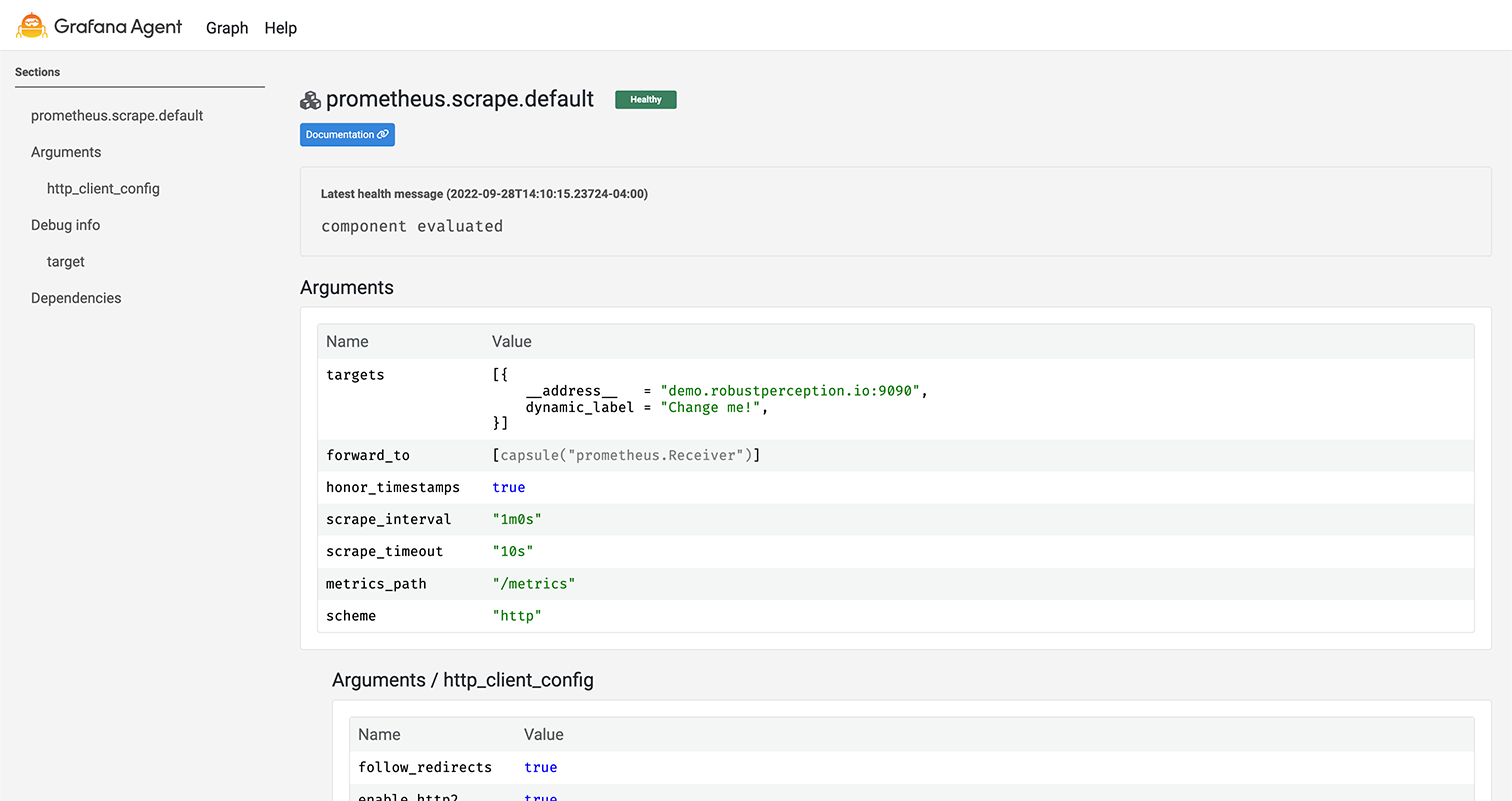 Grafana Agent Graph Help
Sections
prometheus.scrape.default
Arguments
http_client_config
Debug info
target
Dependencies
prometheus.scrape.default Healthy
Documentation
Latest health message (2022-09-28T14:10:15.23724-04:00)
component evaluated
Arguments
Name Value
targets [{
__address__ = "demo.robustperception.io:9090",
dynamic_label = "Change me!",
}]
forward_to [capsule("prometheus.Receiver")]
honor_timestamps true
scrape_interval "1m0s"
scrape_timeout "10s"
metrics_path "/metrics"
scheme "http"
Arguments / http_client_config
Name Value
follow_redirects true
enable_http2 true